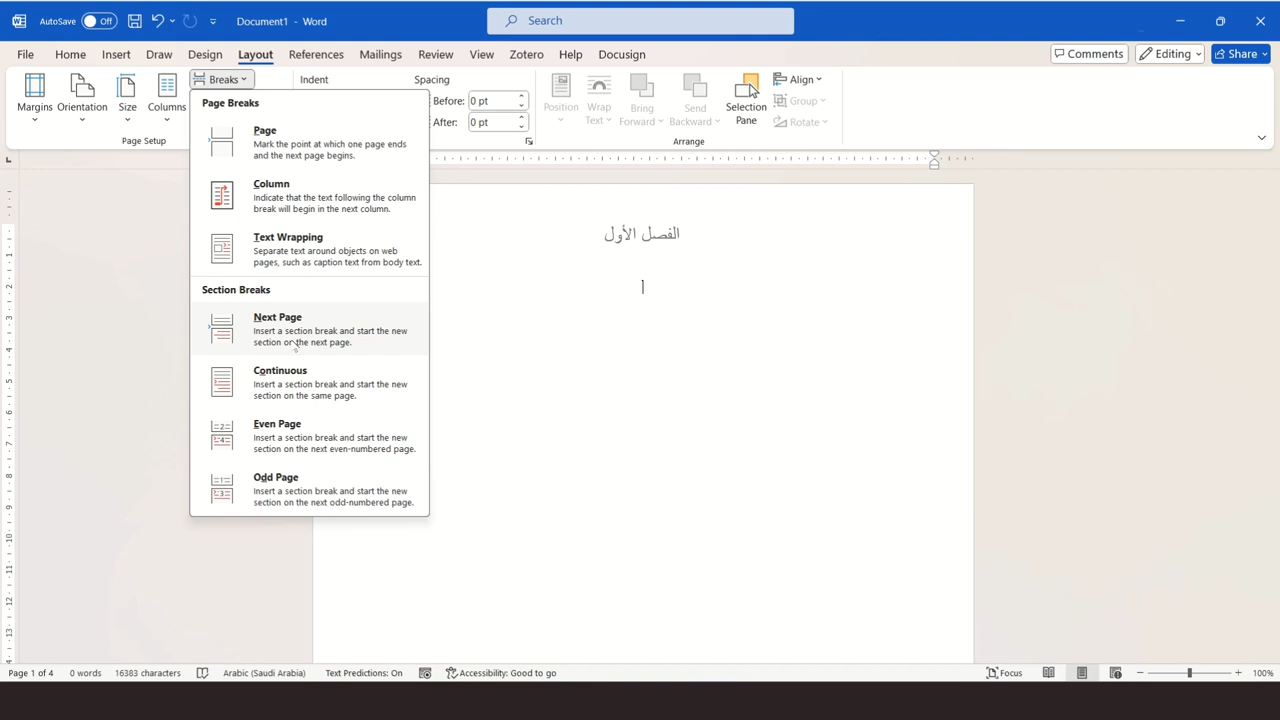 AutoSave Off Document1 - Word Search
File Home Insert Draw Design Layout References Mailings Review View Zotero Help Docusign Comments Editing Share
Margins Orientation Size Columns Breaks Indent Spacing
Before: 0 pt
After: 0 pt
Position Wrap Text Bring Forward Send Backward Selection Pane Align
Group
Rotate
Page Setup Arrange
Page Breaks
Page
Mark the point at which one page ends
and the next page begins.
Column
Indicate that the text following the column
break will begin in the next column.
Text Wrapping
Separate text around objects on web
pages, such as caption text from body text.
Section Breaks
Next Page
Insert a section break and start the new
section on the next page.
Continuous
Insert a section break and start the new
section on the same page.
Even Page
Insert a section break and start the new
section on the next even-numbered page.
Odd Page
Insert a section break and start the new
section on the next odd-numbered page.
الفصل الأول
Page 1 of 4 0 words 16383 characters Arabic (Saudi Arabia) Text Predictions: On Accessibility: Good to go Focus 100%